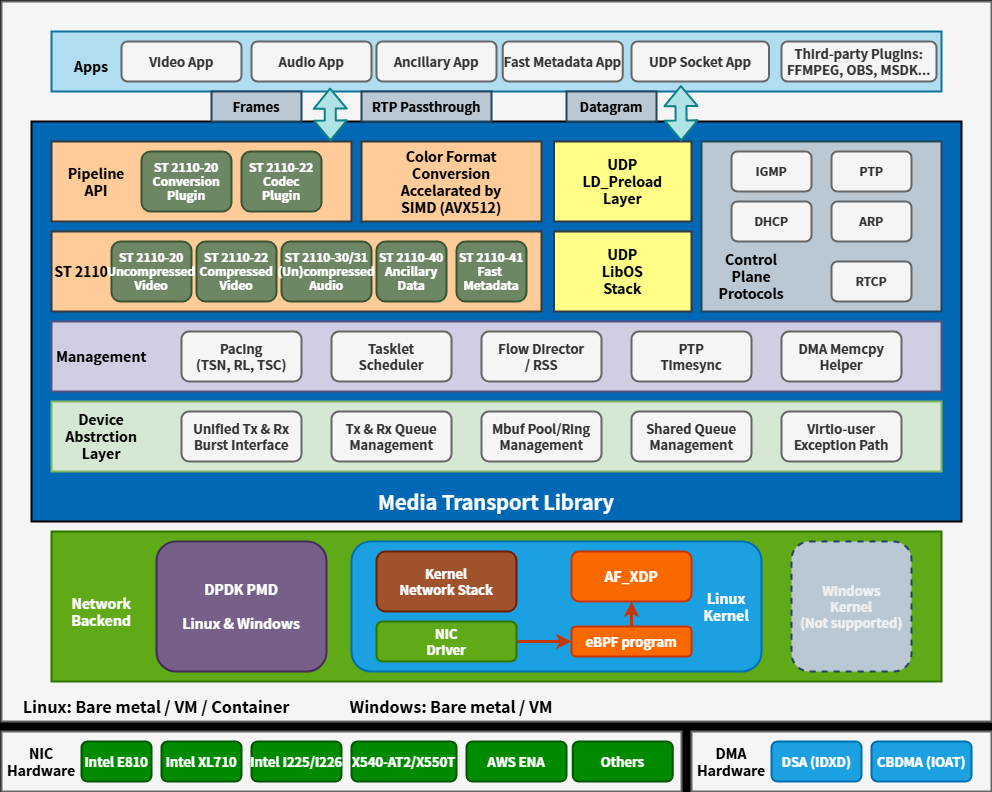 Apps
Video App
Audio App
Ancillary App
Fast Metadata App
UDP Socket App
Third-party Plugins:
FFMPEG, OBS, MSDK...
Frames
RTP Passthrough
Datagram
Pipeline
API
ST 2110-20
Conversion
Plugin
ST 2110-22
Codec
Plugin
Color Format
Conversion
Accelarated by
SIMD (AVX512)
UDP
LD_Preload
Layer
IGMP
PTP
DHCP
ARP
Control
Plane
Protocols
RTCP
ST 2110
ST 2110-20
Uncompressed
Video
ST 2110-22
Compressed
Video
ST 2110-30/31
(Un)compressed
Audio
ST 2110-40
Ancillary
Data
ST 2110-41
Fast
Metadata
UDP
LibOS
Stack
Management
Pacing
(TSN, RL, TSC)
Tasklet
Scheduler
Flow Director
/ RSS
PTP
Timesync
DMA Memcpy
Helper
Device
Abstrction
Layer
Unified Tx & Rx
Burst Interface
Tx & Rx Queue
Management
Mbuf Pool/Ring
Management
Shared Queue
Management
Virtio-user
Exception Path
Media Transport Library
Network
Backend
DPDK PMD
Linux & Windows
Kernel
Network Stack
NIC
Driver
AF_XDP
eBPF program
Linux
Kernel
Windows
Kernel
(Not supported)
Linux: Bare metal / VM / Container
Windows: Bare metal / VM
NIC
Hardware
Intel E810
Intel XL710
Intel I225/I226
X540-AT2/X550T
AWS ENA
Others
DMA
Hardware
DSA (IDXD)
CBDMA (IOAT)